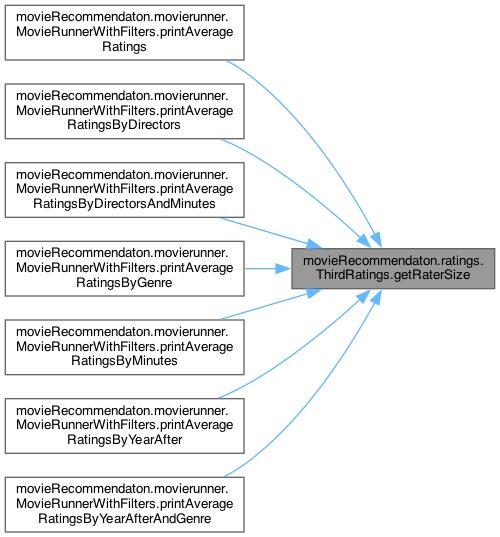 movieRecommendaton.movierunner.
MovieRunnerWithFilters.printAverage
Ratings
movieRecommendaton.movierunner.
MovieRunnerWithFilters.printAverage
RatingsByDirectors
movieRecommendaton.movierunner.
MovieRunnerWithFilters.printAverage
RatingsByDirectorsAndMinutes
movieRecommendaton.movierunner.
MovieRunnerWithFilters.printAverage
RatingsByGenre
movieRecommendaton.movierunner.
MovieRunnerWithFilters.printAverage
RatingsByMinutes
movieRecommendaton.movierunner.
MovieRunnerWithFilters.printAverage
RatingsByYearAfter
movieRecommendaton.movierunner.
MovieRunnerWithFilters.printAverage
RatingsByYearAfterAndGenre
movieRecommendaton.ratings.
ThirdRatings.getRaterSize